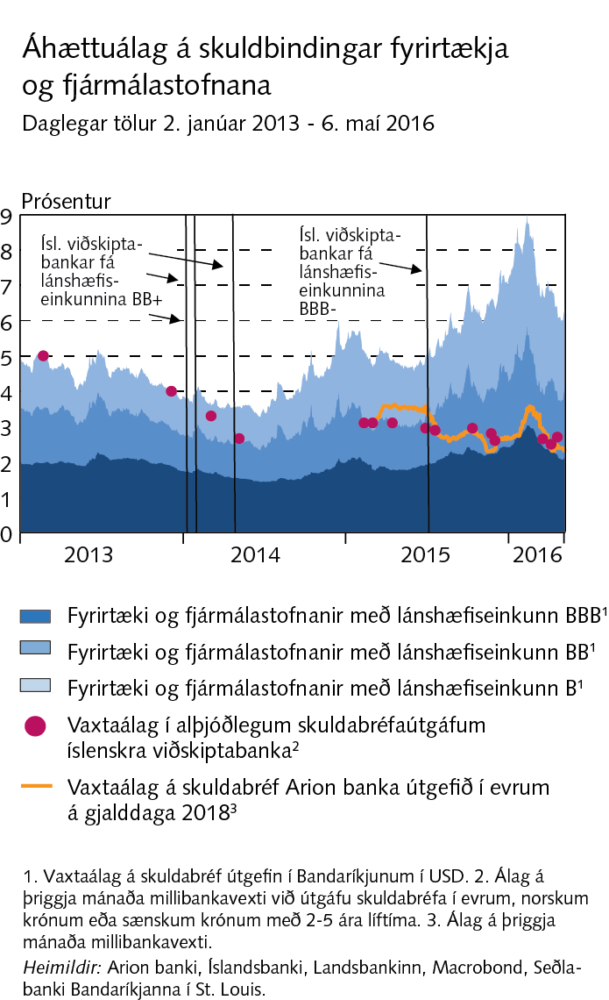 Áhættuálag á skuldbindingar fyrirtækja
og fjármálastofnana
Daglegar tölur 2. janúar 2013 - 6. maí 2016
Prósentur
9
8
7
6
5
4
3
2
1
0
Ísl. viðskipta-
bankar fá
lánshæfis-
einkunnina BB+
Ísl. viðskipta-
bankar fá
lánshæfis-
einkunnina
BBB-
2013 2014 2015 2016
Fyrirtæki og fjármálastofnanir með lánshæfiseinkunn BBB¹
Fyrirtæki og fjármálastofnanir með lánshæfiseinkunn BB¹
Fyrirtæki og fjármálastofnanir með lánshæfiseinkunn B¹
Vaxtaálag í alþjóðlegum skuldabréfaútgáfum
íslenskra viðskiptabanka²
Vaxtaálag á skuldabréf Arion banka útgefið í evrum
á gjalddaga 2018³
1. Vaxtaálag á skuldabréf útgefin í Bandaríkjunum í USD. 2. Álag á
þriggja mánaða millibankavexti við útgáfu skuldabréfa í evrum, norskum
krónum eða sænskum krónum með 2-5 ára líftíma. 3. Álag á þriggja
mánaða millibankavexti.
Heimildir: Arion banki, Íslandsbanki, Landsbankinn, Macrobond, Seðla-
banki Bandaríkjanna í St. Louis.